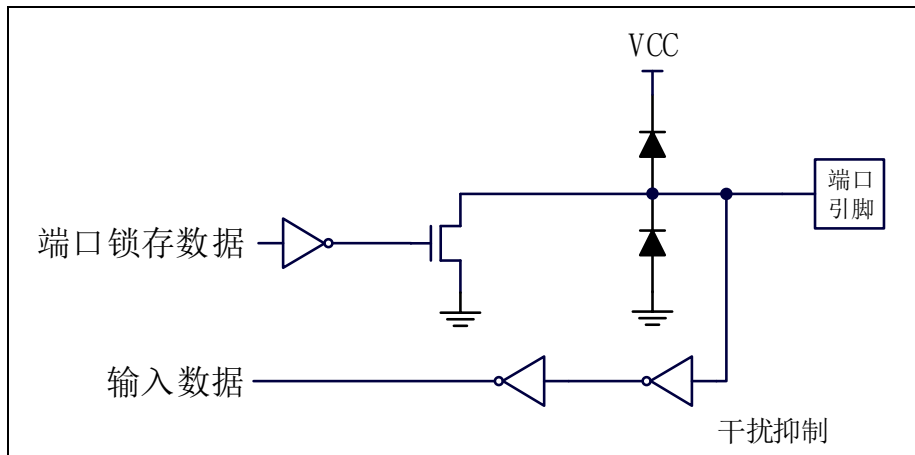 VCC
端口
引脚
端口锁存数据
输入数据
干扰抑制